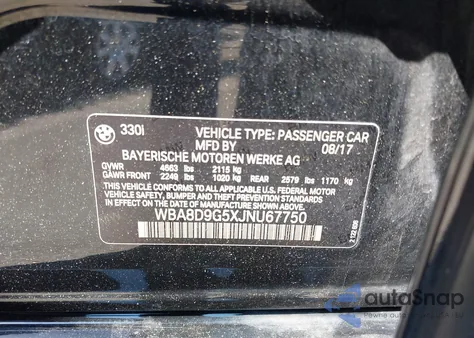 330i VEHICLE TYPE: PASSENGER CAR
MFD BY 08/17
BAYERISCHE MOTOREN WERKE AG
GVWR 4663 lbs 2115 kg
GAWR FRONT 2249 lbs 1020 kg REAR 2579 lbs 1170 kg
THIS VEHICLE CONFORMS TO ALL APPLICABLE U.S. FEDERAL MOTOR
VEHICLE SAFETY, BUMPER, AND THEFT PREVENTION STANDARDS IN
EFFECT ON THE DATE OF MANUFACTURE SHOWN ABOVE.
WBA8D9G5XJNU67750
autoSnap